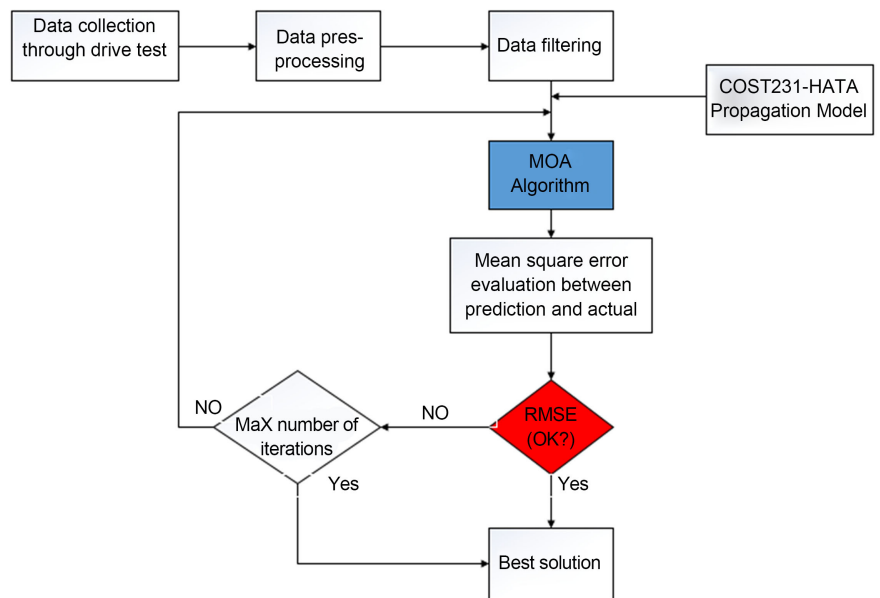 Data collection
through drive test
Data pres-
processing
Data filtering
COST231-HATA
Propagation Model
MOA
Algorithm
Mean square error
evaluation between
prediction and actual
RMSE
(OK?)
NO
MaX number of
iterations
NO
Yes
Yes
Best solution